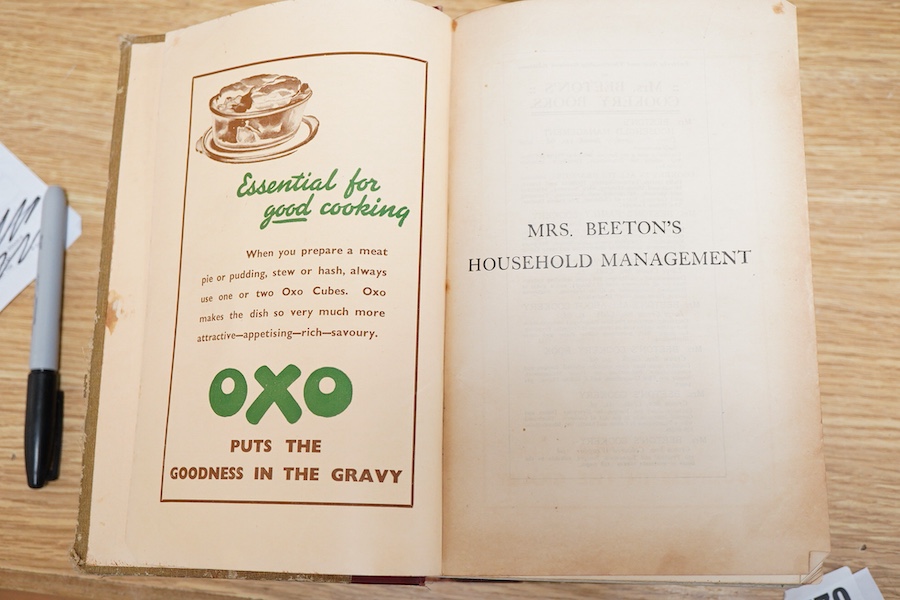 Essential for
good cooking
When you prepare a meat
pie or pudding, stew or hash, always
use one or two Oxo Cubes. Oxo
makes the dish so very much more
attractive—appetising—rich—savoury.
OXO
PUTS THE
GOODNESS IN THE GRAVY
MRS. BEETON'S
HOUSEHOLD MANAGEMENT